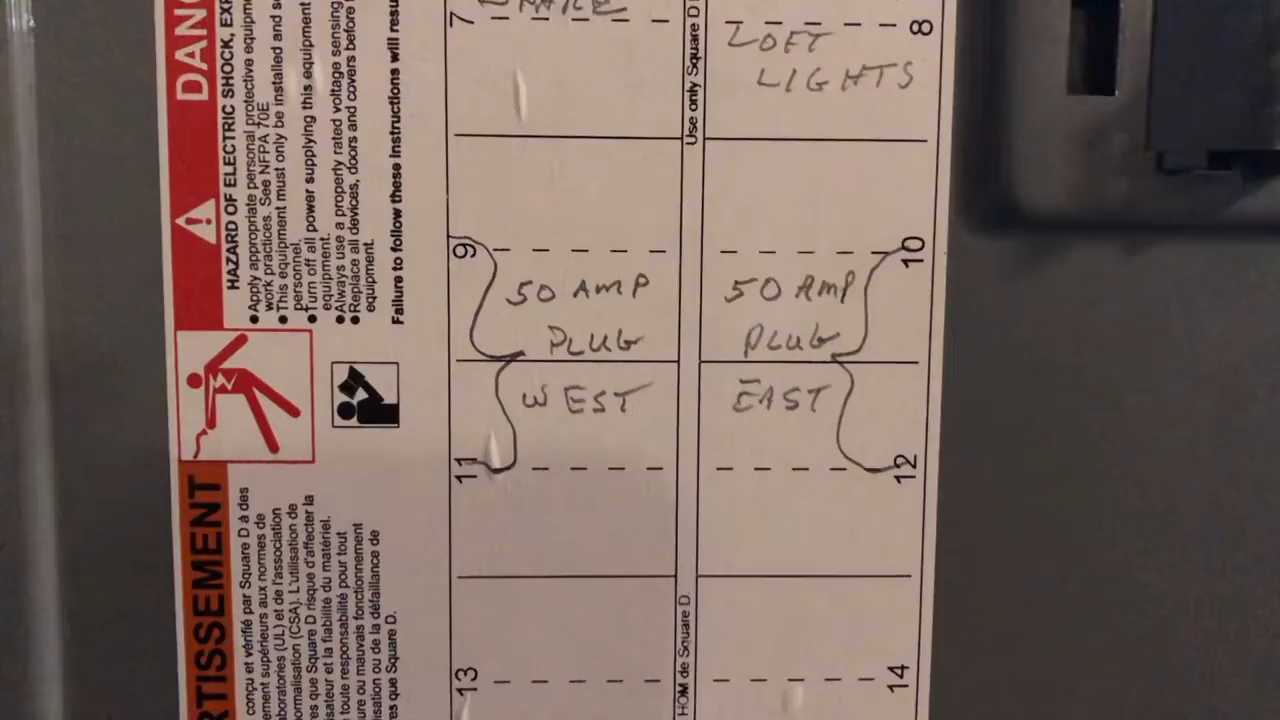 7
8
LOFT
LIGHTS
9
10
50 AMP
PLUG
WEST
50 AMP
PLUG
EAST
11
12
13
14
Use only Square D
HOM de Square D.
DANG
HAZARD OF ELECTRIC SHOCK, EXP
●Apply appropriate personal protective equipm
work practices. See NFPA 70E
●This equipment must only be installed and se
personnel.
●Turn off all power supplying this equipment
equipment.
●Always use a properly rated voltage sensing
●Replace all devices, doors and covers before
equipment.
Failure to follow these instructions will resu
RTISSEMENT
conçu et vérifié par Square D à des
ement supérieurs aux normes de
aboratories (UL) et de l'association
normalisation (CSA). L'utilisation de
res que Square D risque d'affecter la
isateur et la fiabilité du matériel.
toute responsabilité pour tout
ure ou mauvais fonctionnement
ilisation ou de la défaillance de
res que Square D.